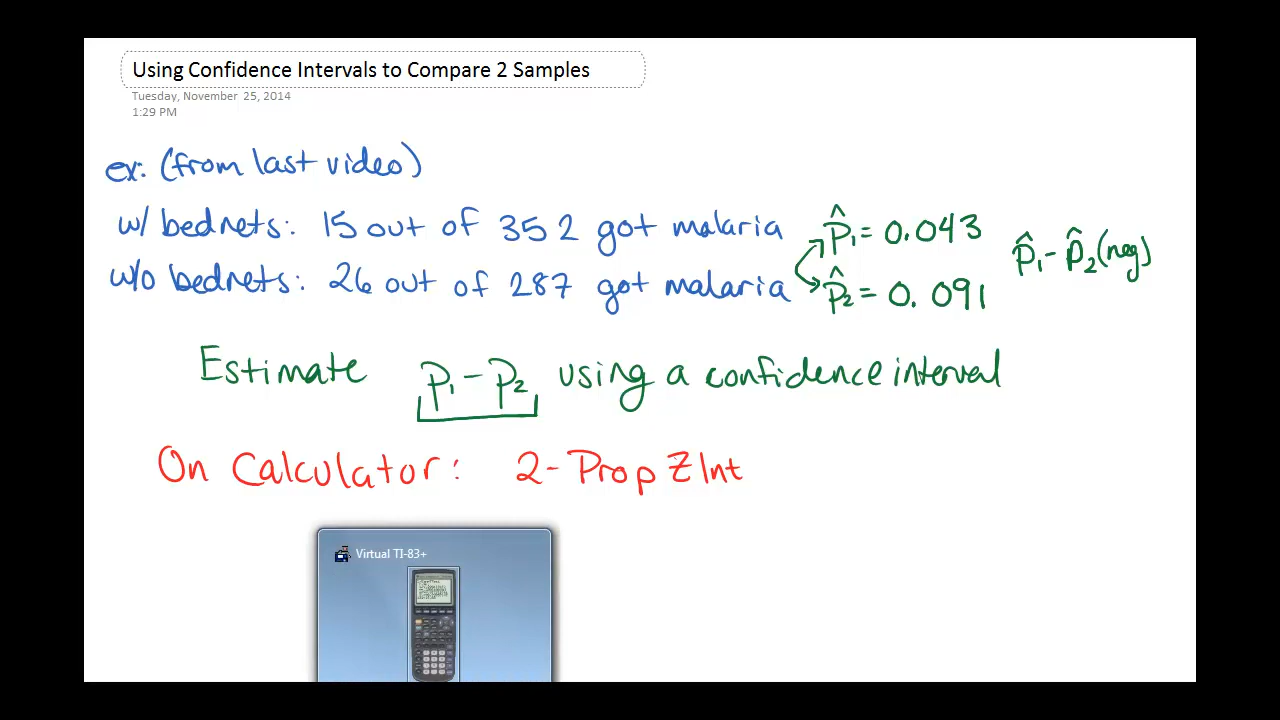 Using Confidence Intervals to Compare 2 Samples
Tuesday, November 25, 2014
1:29 PM
ex: (from last video)
w/ bednets: 15 out of 352 got malaria p̂₁ = 0.043
p̂₁ - p̂₂ (neg)
w/o bednets: 26 out of 287 got malaria p̂₂ = 0.091
Estimate p₁ - p₂ using a confidence interval
On Calculator: 2-Prop ZInt
Virtual TI-83+